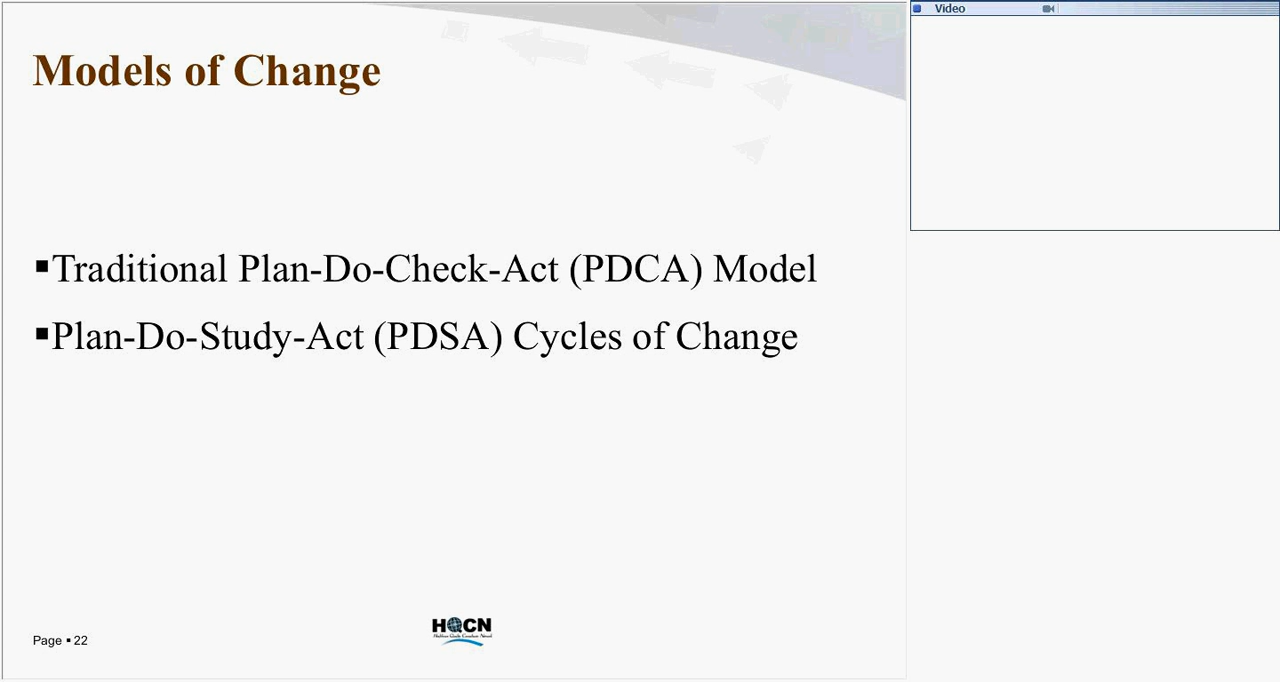 Models of Change
▪Traditional Plan-Do-Check-Act (PDCA) Model
▪Plan-Do-Study-Act (PDSA) Cycles of Change
Page ▪ 22
HQCN
Video